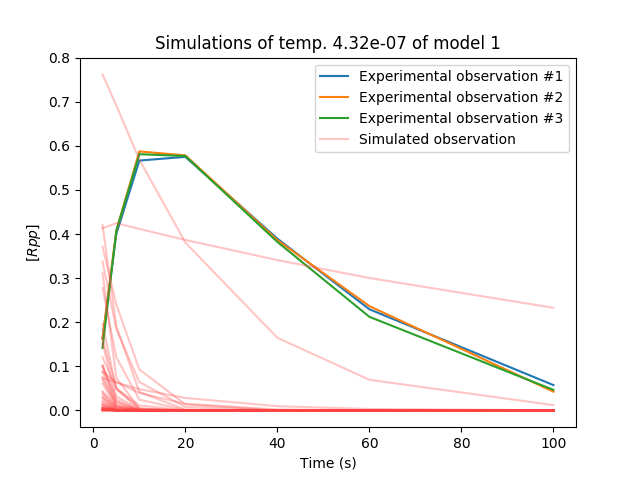 Simulations of temp. 4.32e-07 of model 1
Experimental observation #1
Experimental observation #2
Experimental observation #3
Simulated observation
[Rpp]
0.8
0.7
0.6
0.5
0.4
0.3
0.2
0.1
0.0
0 20 40 60 80 100
Time (s)